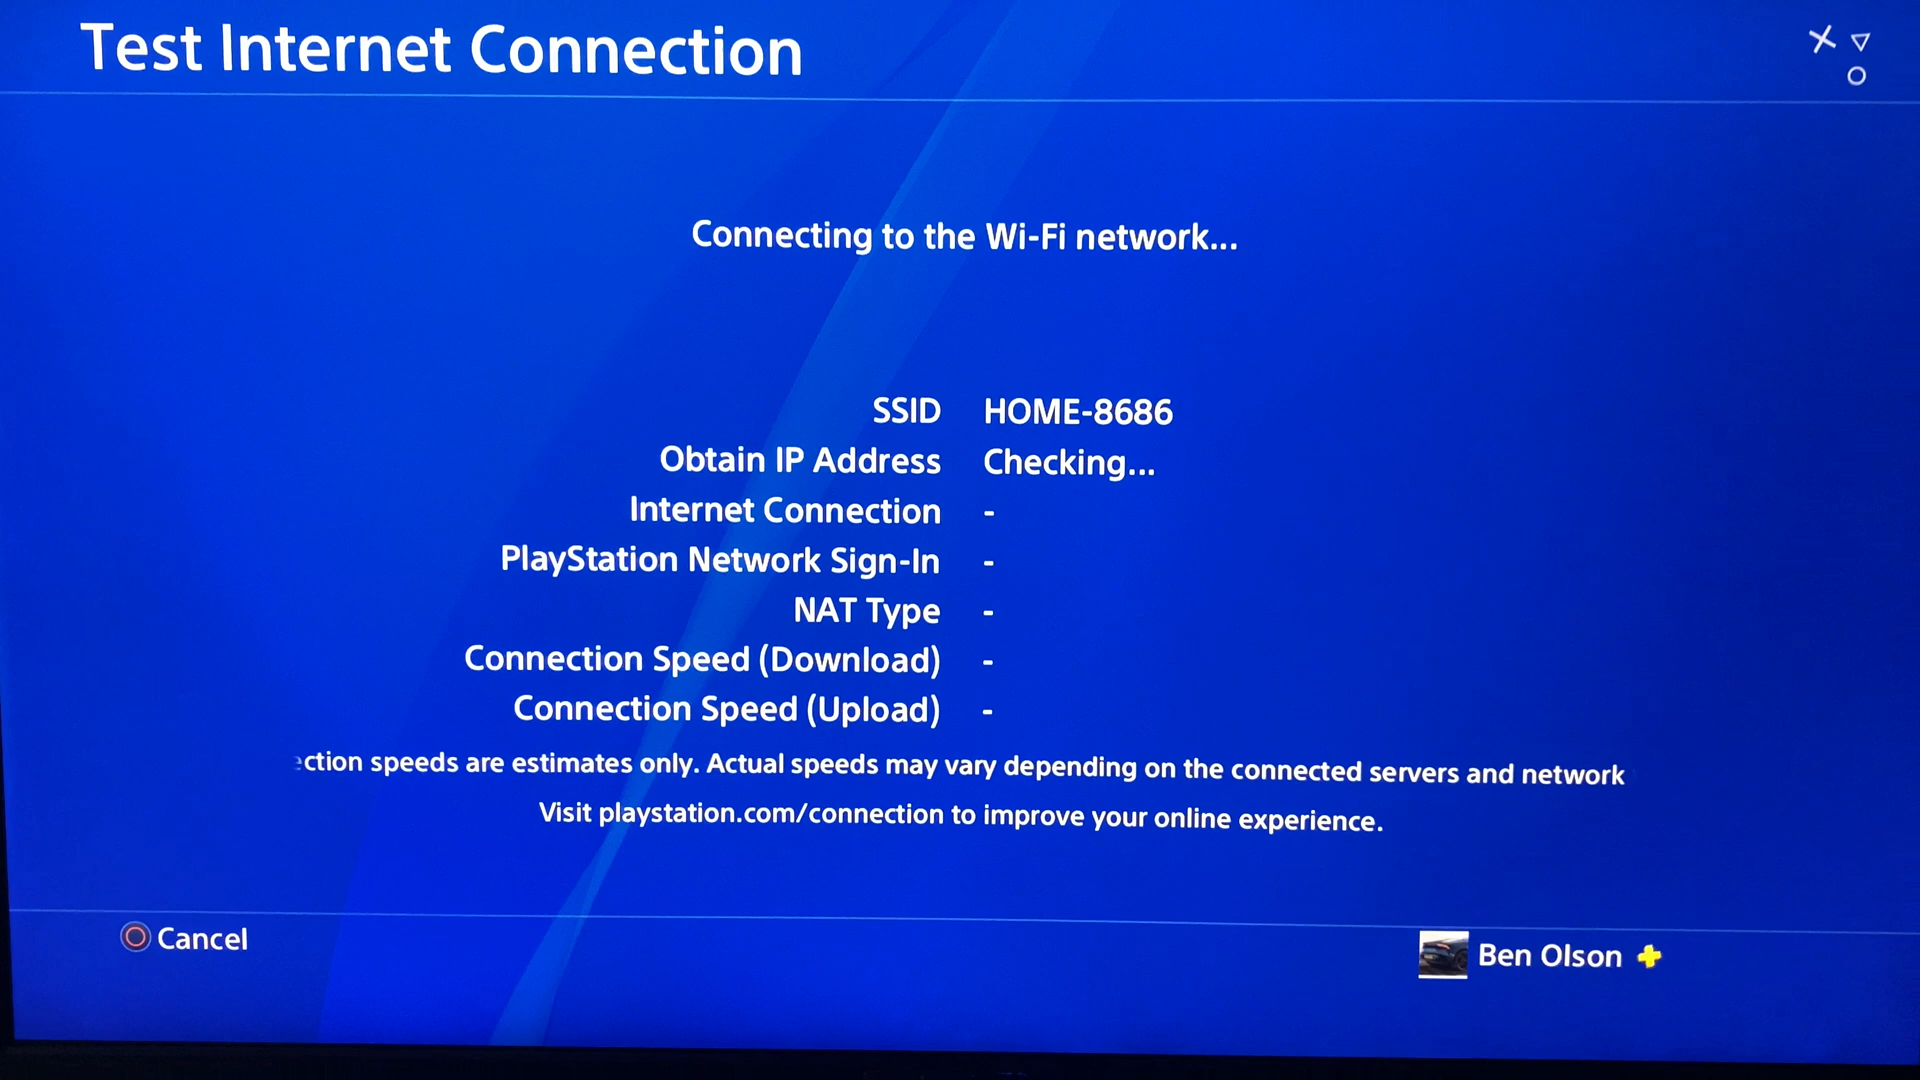 Test Internet Connection
Connecting to the Wi-Fi network...
SSID HOME-8686
Obtain IP Address Checking...
Internet Connection -
PlayStation Network Sign-In -
NAT Type -
Connection Speed (Download) -
Connection Speed (Upload) -
ction speeds are estimates only. Actual speeds may vary depending on the connected servers and network
Visit playstation.com/connection to improve your online experience.
Cancel
Ben Olson